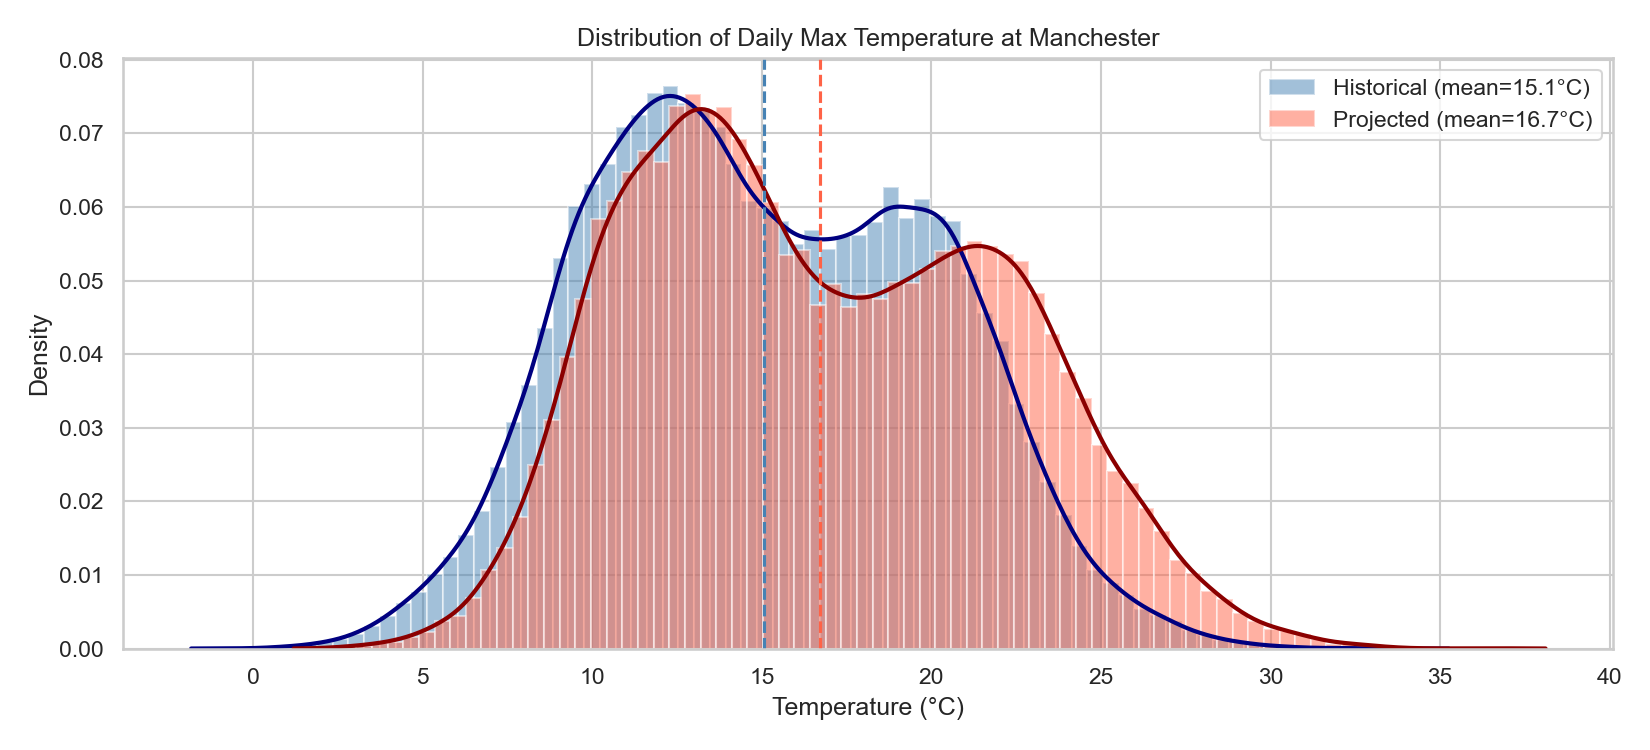 Distribution of Daily Max Temperature at Manchester
Historical (mean=15.1°C)
Projected (mean=16.7°C)
Density
0.08
0.07
0.06
0.05
0.04
0.03
0.02
0.01
0.00
0 5 10 15 20 25 30 35 40
Temperature (°C)